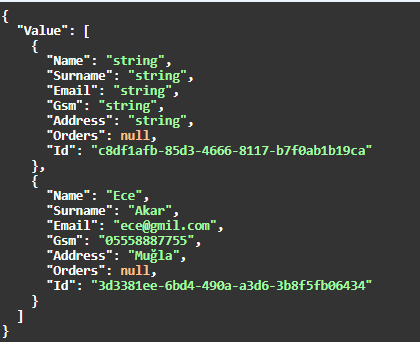 {
  "Value": [
    {
      "Name": "string",
      "Surname": "string",
      "Email": "string",
      "Gsm": "string",
      "Address": "string",
      "Orders": null,
      "Id": "c8df1afb-85d3-4666-8117-b7f0ab1b19ca"
    },
    {
      "Name": "Ece",
      "Surname": "Akar",
      "Email": "ece@gmil.com",
      "Gsm": "05558887755",
      "Address": "Muğla",
      "Orders": null,
      "Id": "3d3381ee-6bd4-490a-a3d6-3b8f5fb06434"
    }
  ]
}